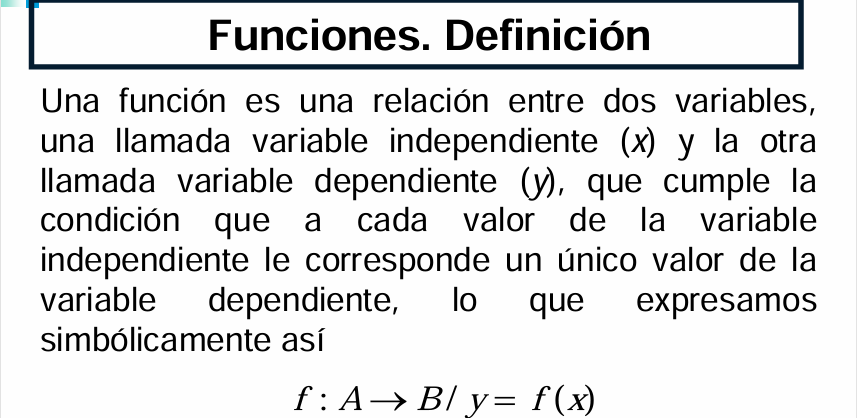 Funciones. Definición
Una función es una relación entre dos variables,
una llamada variable independiente (x) y la otra
llamada variable dependiente (y), que cumple la
condición que a cada valor de la variable
independiente le corresponde un único valor de la
variable dependiente, lo que expresamos
simbólicamente así
f : A → B / y = f (x)